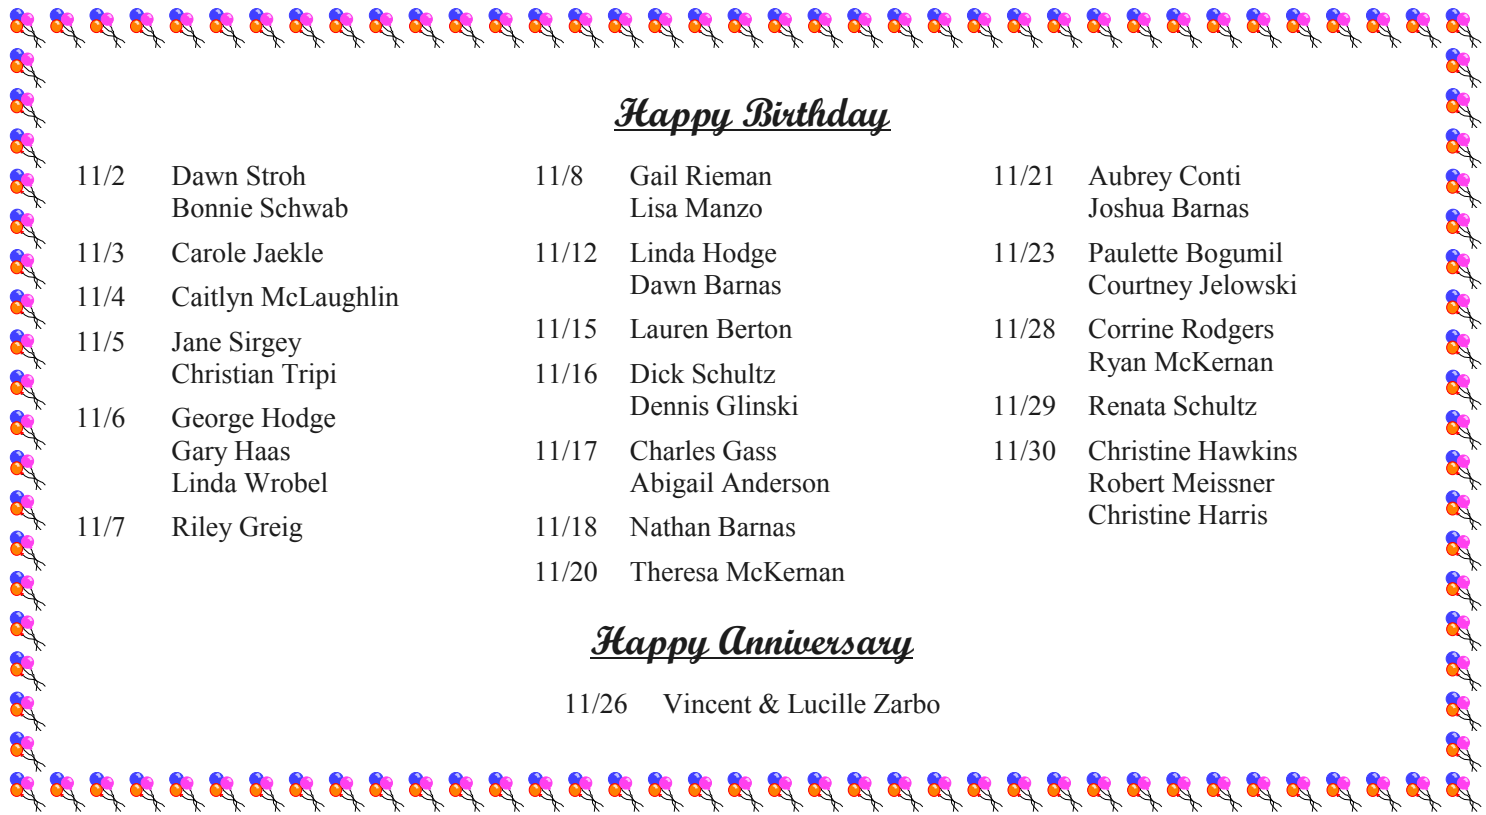 Happy Birthday
11/2 Dawn Stroh
Bonnie Schwab
11/3 Carole Jaekle
11/4 Caitlyn McLaughlin
11/5 Jane Sirgey
Christian Tripi
11/6 George Hodge
Gary Haas
Linda Wrobel
11/7 Riley Greig
11/8 Gail Rieman
Lisa Manzo
11/12 Linda Hodge
Dawn Barnas
11/15 Lauren Berton
11/16 Dick Schultz
Dennis Glinski
11/17 Charles Gass
Abigail Anderson
11/18 Nathan Barnas
11/20 Theresa McKernan
11/21 Aubrey Conti
Joshua Barnas
11/23 Paulette Bogumil
Courtney Jelowski
11/28 Corrine Rodgers
Ryan McKernan
11/29 Renata Schultz
11/30 Christine Hawkins
Robert Meissner
Christine Harris
Happy Anniversary
11/26 Vincent & Lucille Zarbo